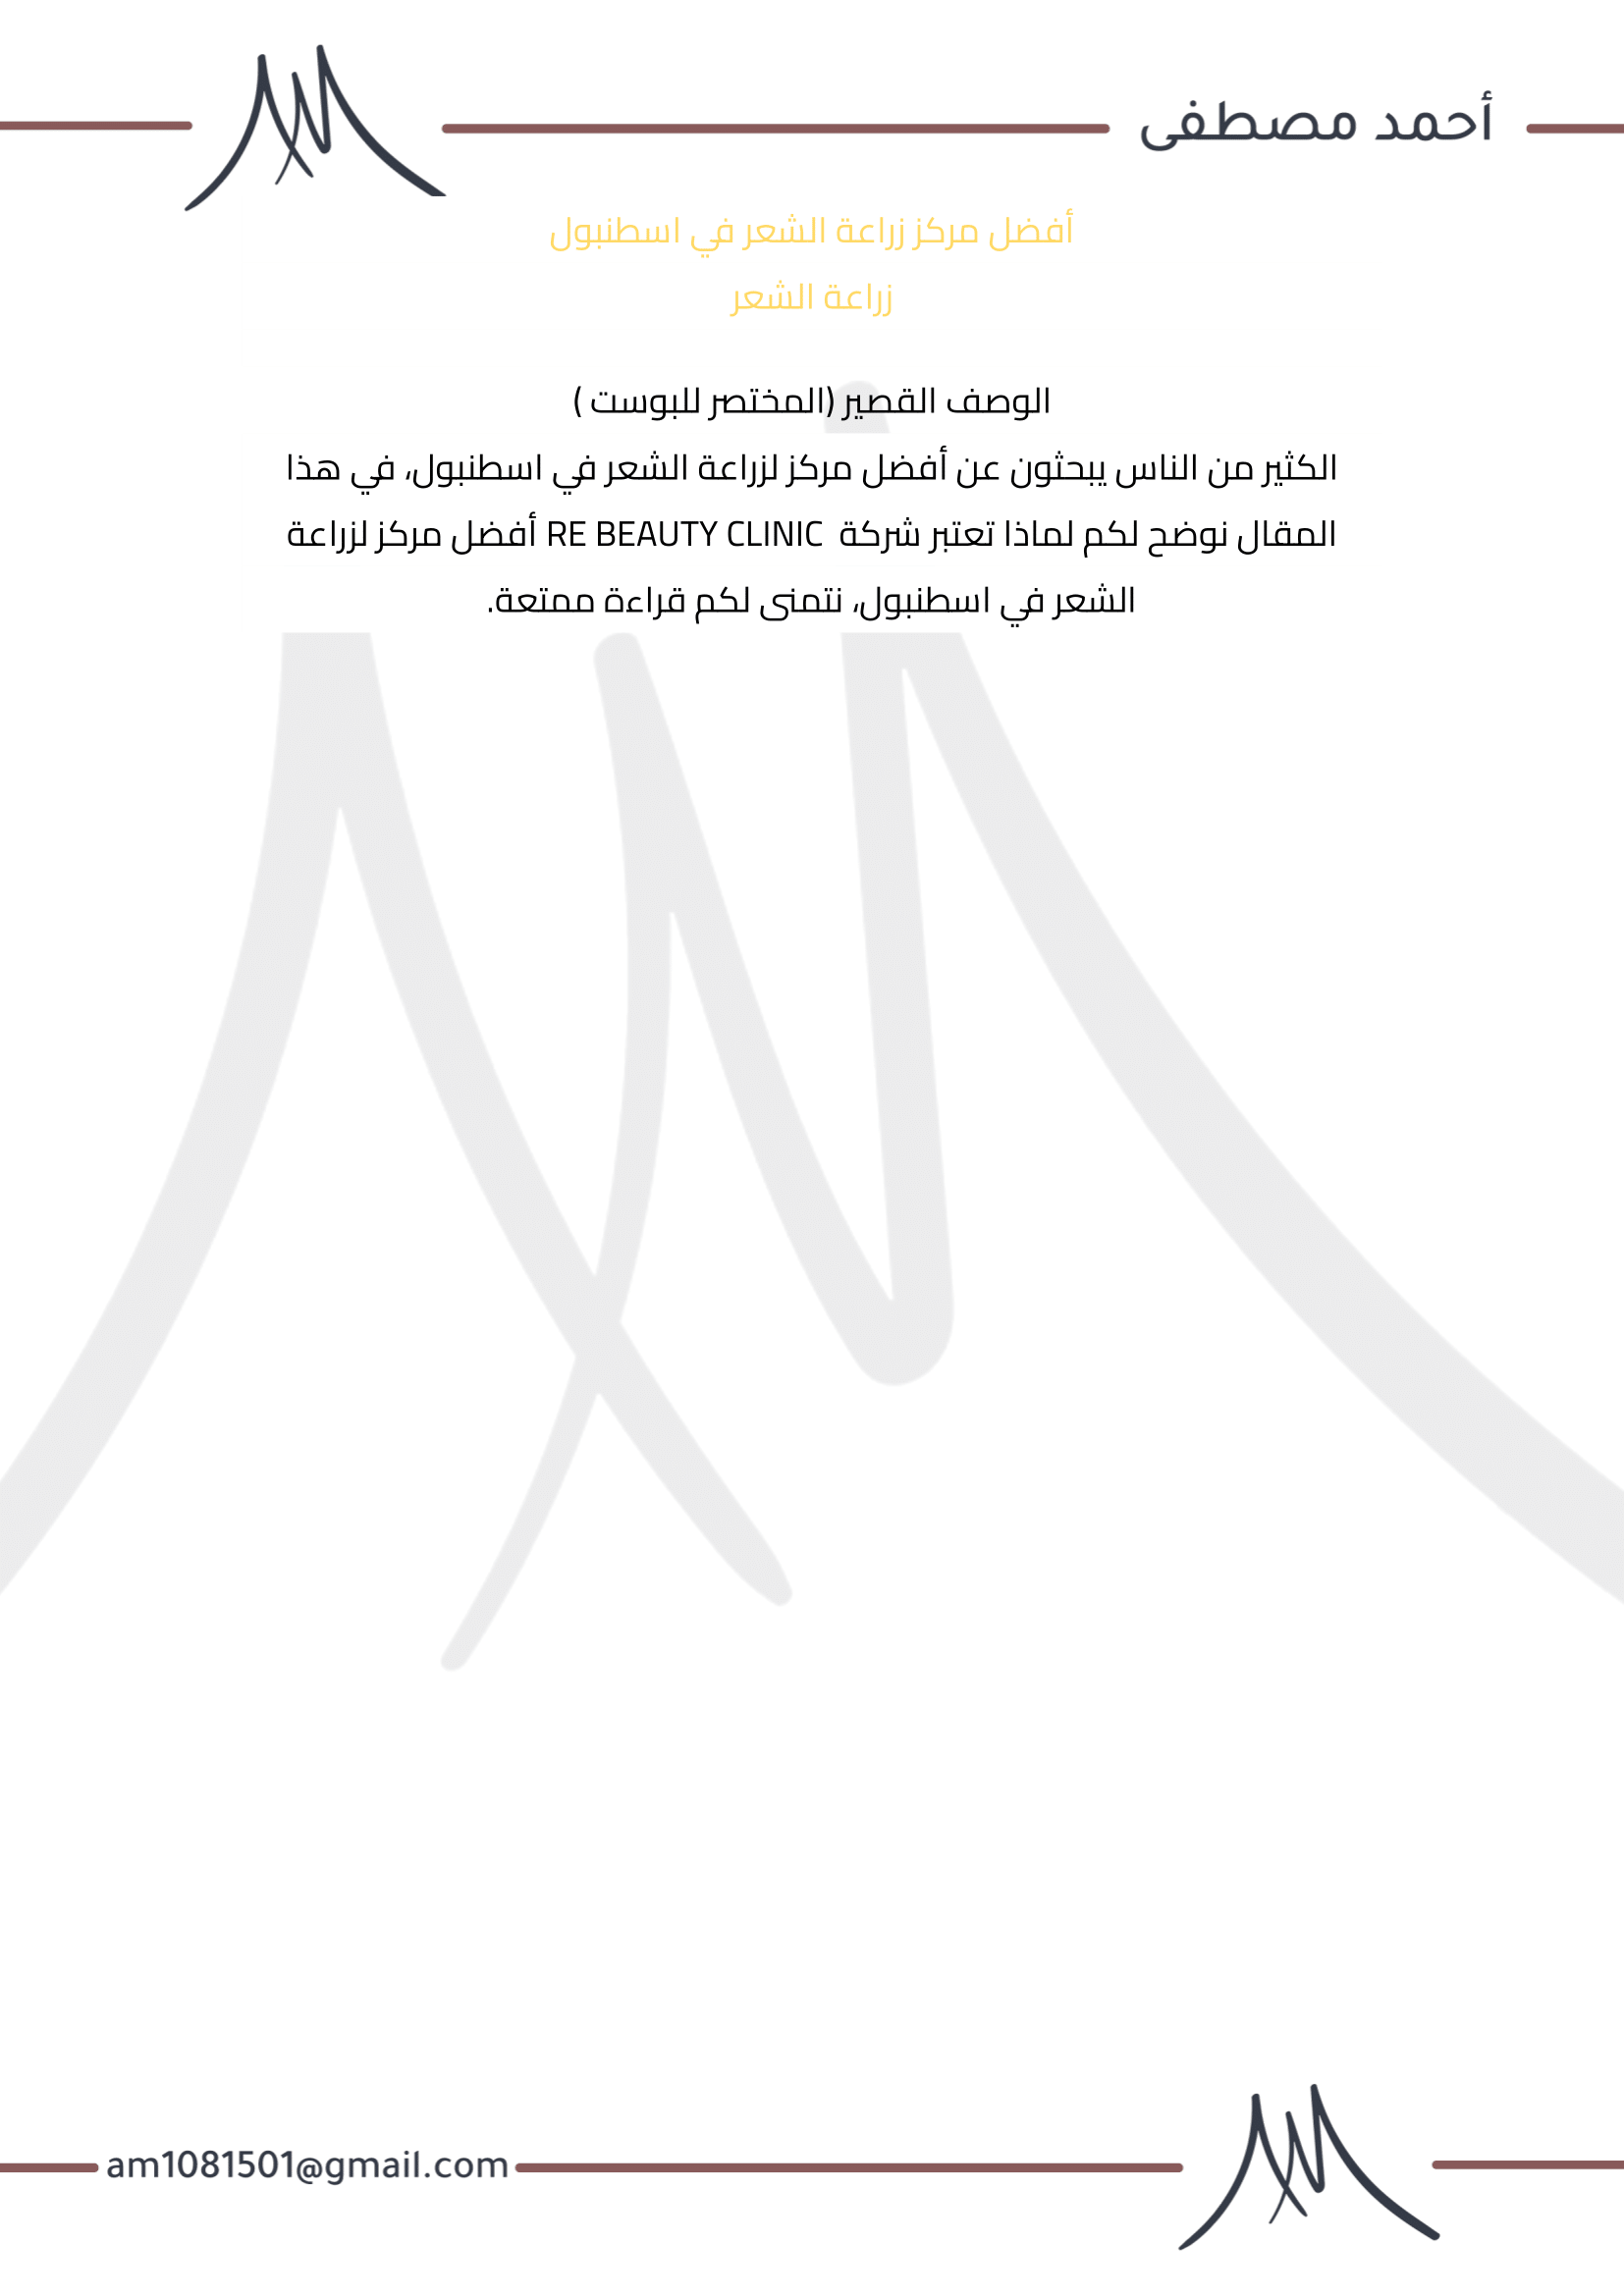 أحمد مصطفى
أفضل مركز زراعة الشعر في اسطنبول
زراعة الشعر
الوصف القصير (المختصر للبوست )
الكثير من الناس يبحثون عن أفضل مركز لزراعة الشعر في اسطنبول، في هذا
المقال نوضح لكم لماذا تعتبر شركة RE BEAUTY CLINIC أفضل مركز لزراعة
الشعر في اسطنبول، نتمنى لكم قراءة ممتعة.
am1081501@gmail.com